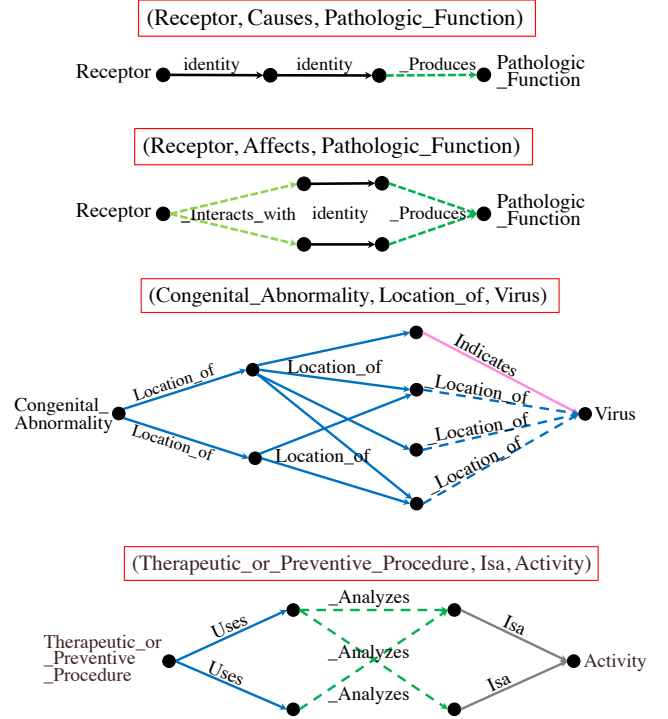 (Receptor, Causes, Pathologic_Function)
Receptor
identity
identity
_Produces
Pathologic
_Function
(Receptor, Affects, Pathologic_Function)
Receptor
_Interacts_with
identity
_Produces
Pathologic
_Function
(Congenital_Abnormality, Location_of, Virus)
Congenital_
Abnormality
Location_of
Location_of
Location_of
Location_of
Indicates
_Location_of
_Location_of
_Location_of
Virus
(Therapeutic_or_Preventive_Procedure, Isa, Activity)
Therapeutic_or
_Preventive
_Procedure
Uses
Uses
_Analyzes
_Analyzes
_Analyzes
Isa
Isa
Activity